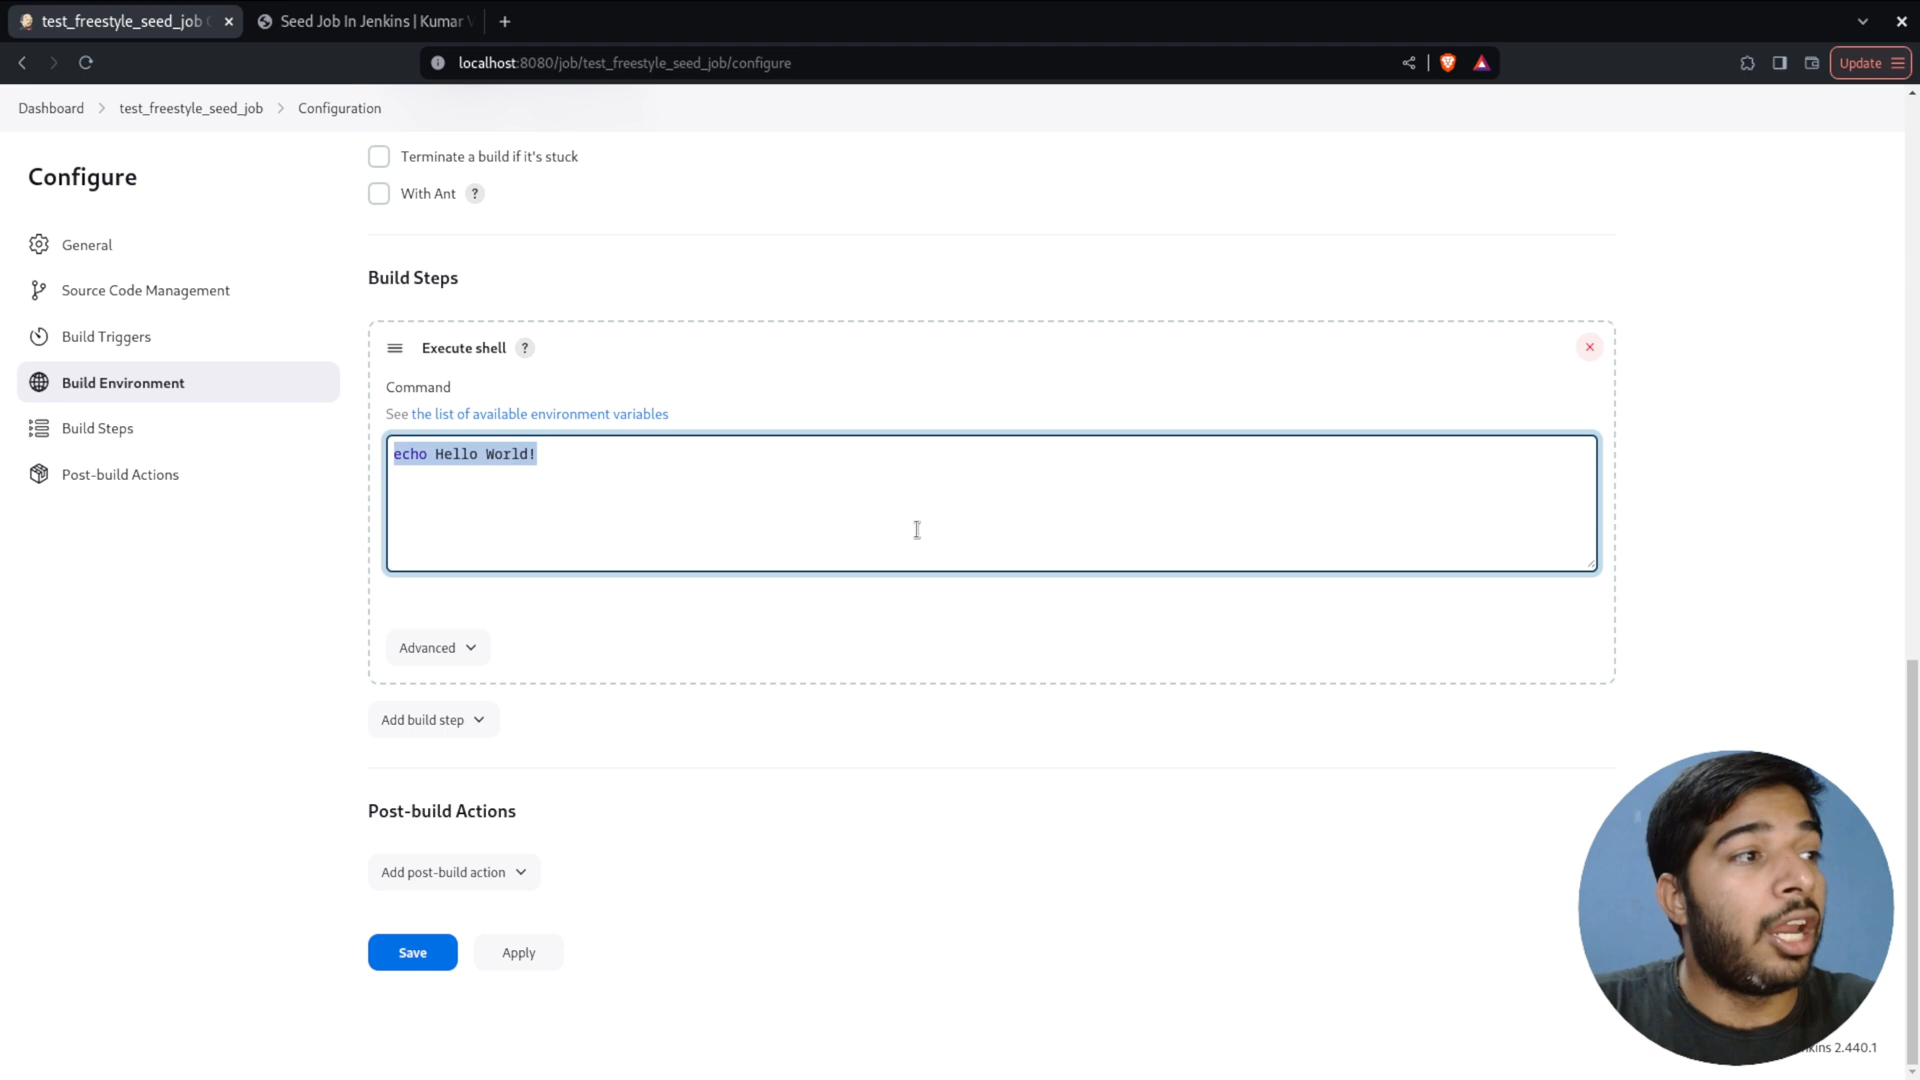 test_freestyle_seed_job
Seed Job In Jenkins | Kumar
localhost:8080/job/test_freestyle_seed_job/configure
Update
Dashboard
test_freestyle_seed_job
Configuration
Configure
General
Source Code Management
Build Triggers
Build Environment
Build Steps
Post-build Actions
Terminate a build if it's stuck
With Ant ?
Build Steps
Execute shell ?
Command
See the list of available environment variables
echo Hello World!
Advanced
Add build step
Post-build Actions
Add post-build action
Save
Apply
kins 2.440.1